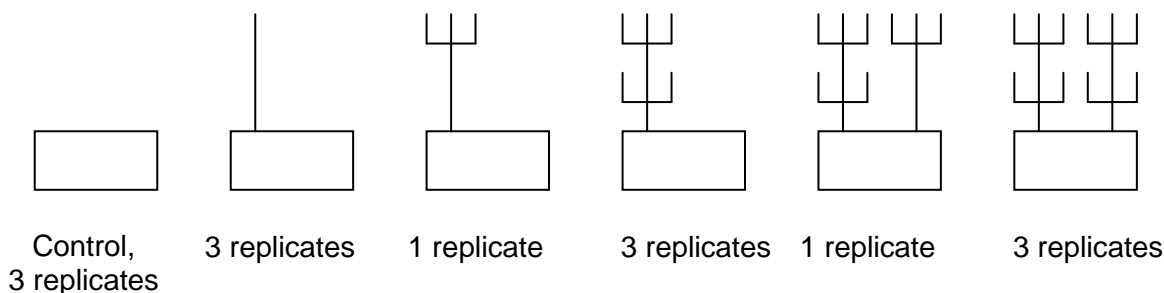 Control,
3 replicates
3 replicates
1 replicate
3 replicates
1 replicate
3 replicates